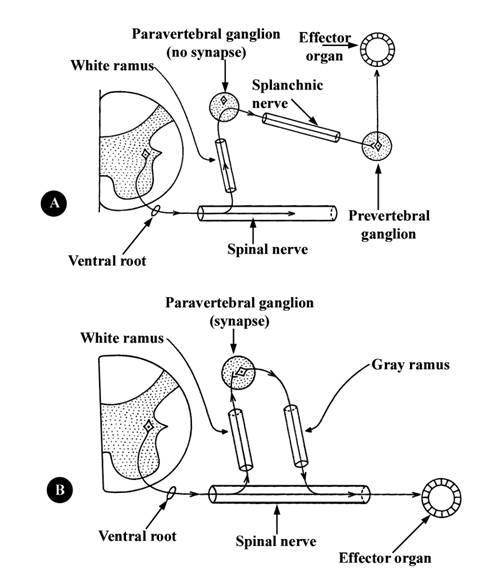 Paravertebral ganglion
(no synapse)
Effector
organ
White ramus
Splanchnic
nerve
A
Prevertebral
ganglion
Spinal nerve
Ventral root
Paravertebral ganglion
(synapse)
White ramus
Gray ramus
B
Ventral root
Spinal nerve
Effector organ